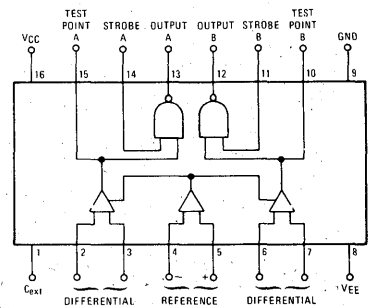 TEST TEST
POINT STROBE OUTPUT OUTPUT STROBE POINT
VCC A A A B B B GND
16 15 14 13 12 11 10 9
1 2 3 4 - + 5 6 7 8
Cext VEE
DIFFERENTIAL REFERENCE DIFFERENTIAL